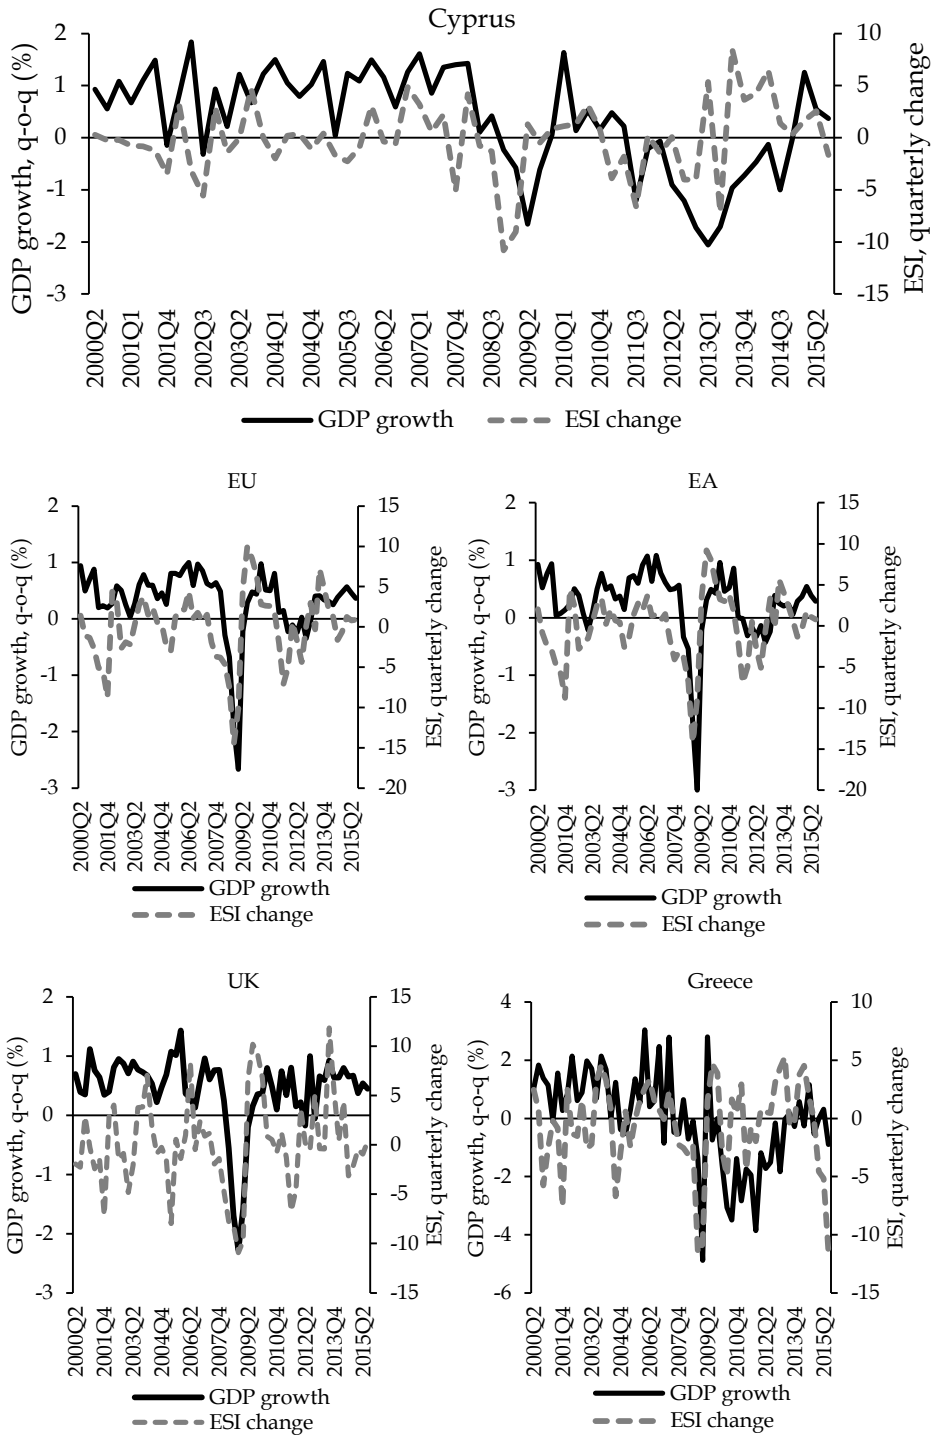 Cyprus
GDP growth, q-o-q (%)
2
1
0
-1
-2
-3
10
5
0
-5
-10
-15
ESI, quarterly change
2000Q2
2001Q1
2001Q4
2002Q3
2003Q2
2004Q1
2004Q4
2005Q3
2006Q2
2007Q1
2007Q4
2008Q3
2009Q2
2010Q1
2010Q4
2011Q3
2012Q2
2013Q1
2013Q4
2014Q3
2015Q2
GDP growth
ESI change
EU
GDP growth, q-o-q (%)
2
1
0
-1
-2
-3
15
10
5
0
-5
-10
-15
-20
ESI, quarterly change
2000Q2
2001Q4
2003Q2
2004Q4
2006Q2
2007Q4
2009Q2
2010Q4
2012Q2
2013Q4
2015Q2
GDP growth
ESI change
EA
GDP growth, q-o-q (%)
2
1
0
-1
-2
-3
15
10
5
0
-5
-10
-15
-20
ESI, quarterly change
2000Q2
2001Q4
2003Q2
2004Q4
2006Q2
2007Q4
2009Q2
2010Q4
2012Q2
2013Q4
2015Q2
GDP growth
ESI change
UK
GDP growth, q-o-q (%)
2
1
0
-1
-2
-3
15
10
5
0
-5
-10
-15
ESI, quarterly change
2000Q2
2001Q4
2003Q2
2004Q4
2006Q2
2007Q4
2009Q2
2010Q4
2012Q2
2013Q4
2015Q2
GDP growth
ESI change
Greece
GDP growth, q-o-q (%)
4
2
0
-2
-4
-6
10
5
0
-5
-10
-15
ESI, quarterly change
2000Q2
2001Q4
2003Q2
2004Q4
2006Q2
2007Q4
2009Q2
2010Q4
2012Q2
2013Q4
2015Q2
GDP growth
ESI change